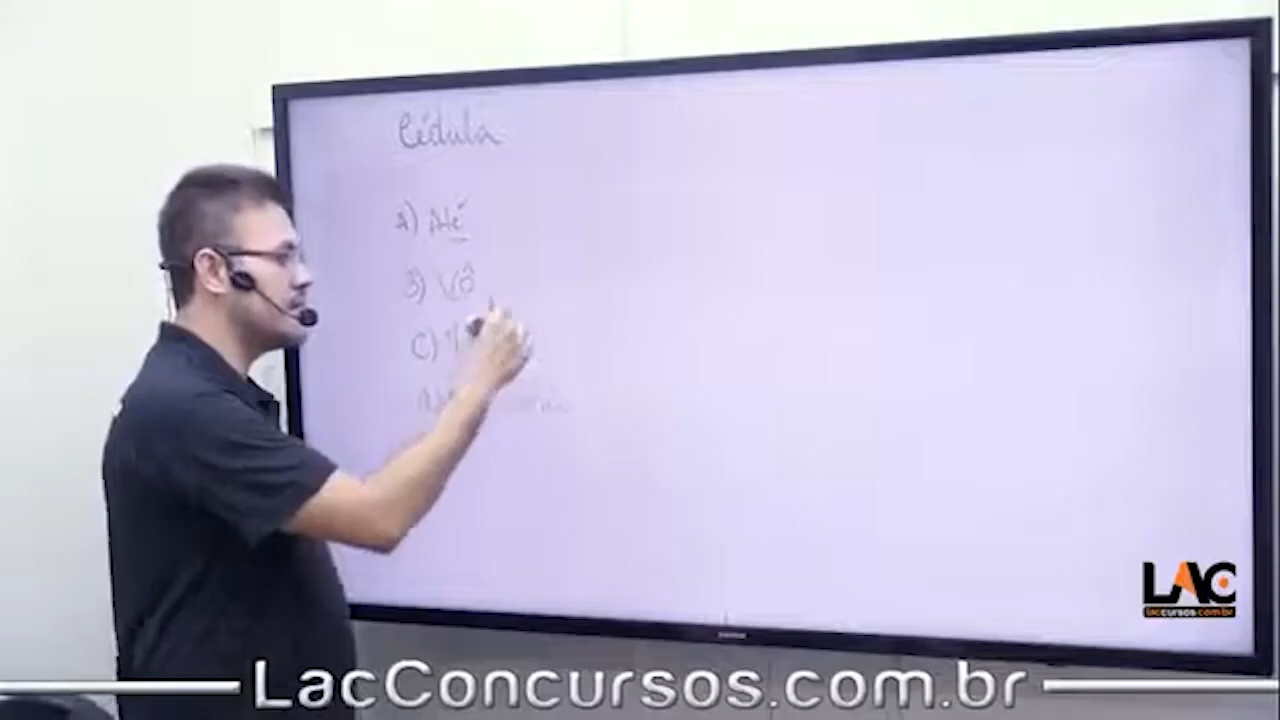 Cédula
a) Até
B) Vô
C)
LAC
laccursos.com.br
LacConcursos.com.br